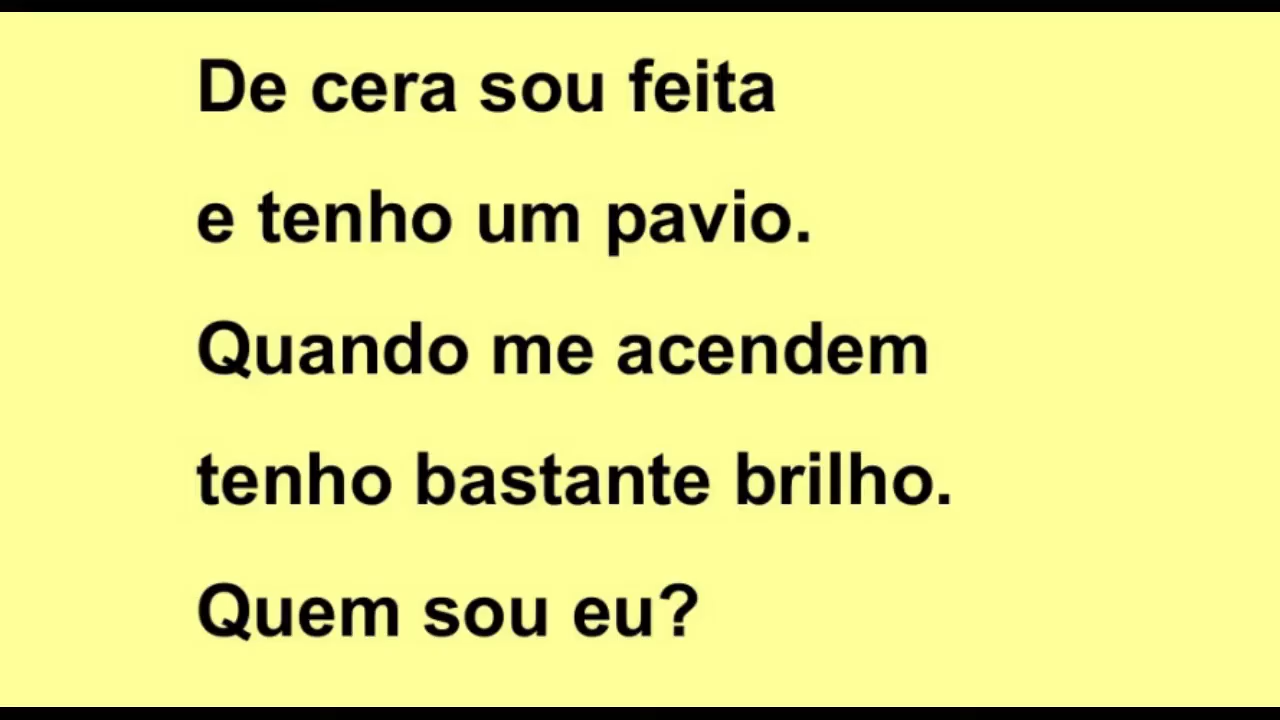 De cera sou feita
e tenho um pavio.
Quando me acendem
tenho bastante brilho.
Quem sou eu?